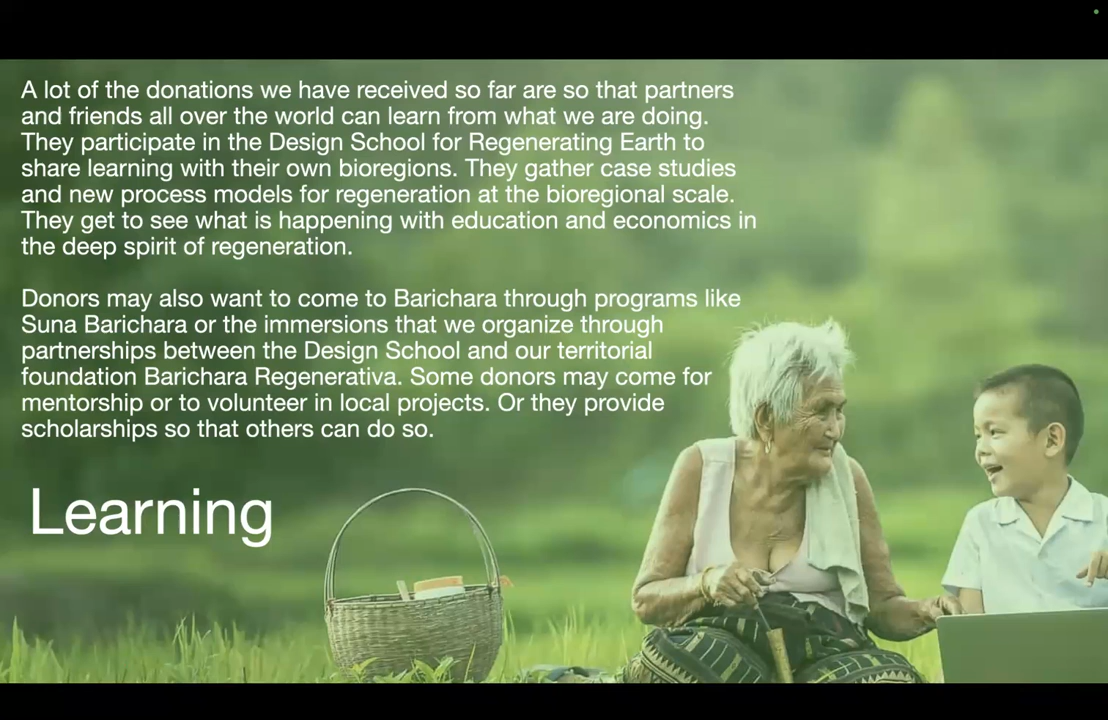 A lot of the donations we have received so far are so that partners
and friends all over the world can learn from what we are doing.
They participate in the Design School for Regenerating Earth to
share learning with their own bioregions. They gather case studies
and new process models for regeneration at the bioregional scale.
They get to see what is happening with education and economics in
the deep spirit of regeneration.
Donors may also want to come to Barichara through programs like
Suna Barichara or the immersions that we organize through
partnerships between the Design School and our territorial
foundation Barichara Regenerativa. Some donors may come for
mentorship or to volunteer in local projects. Or they provide
scholarships so that others can do so.
Learning